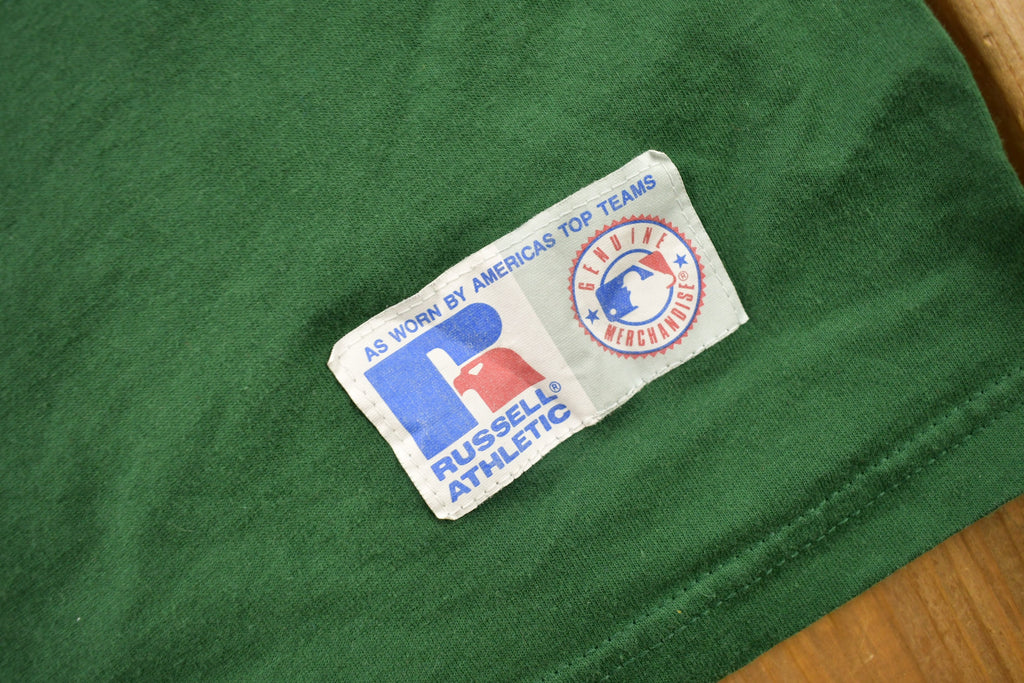 AS WORN BY AMERICAS TOP TEAMS
RUSSELL®
ATHLETIC
GENUINE
MERCHANDISE®